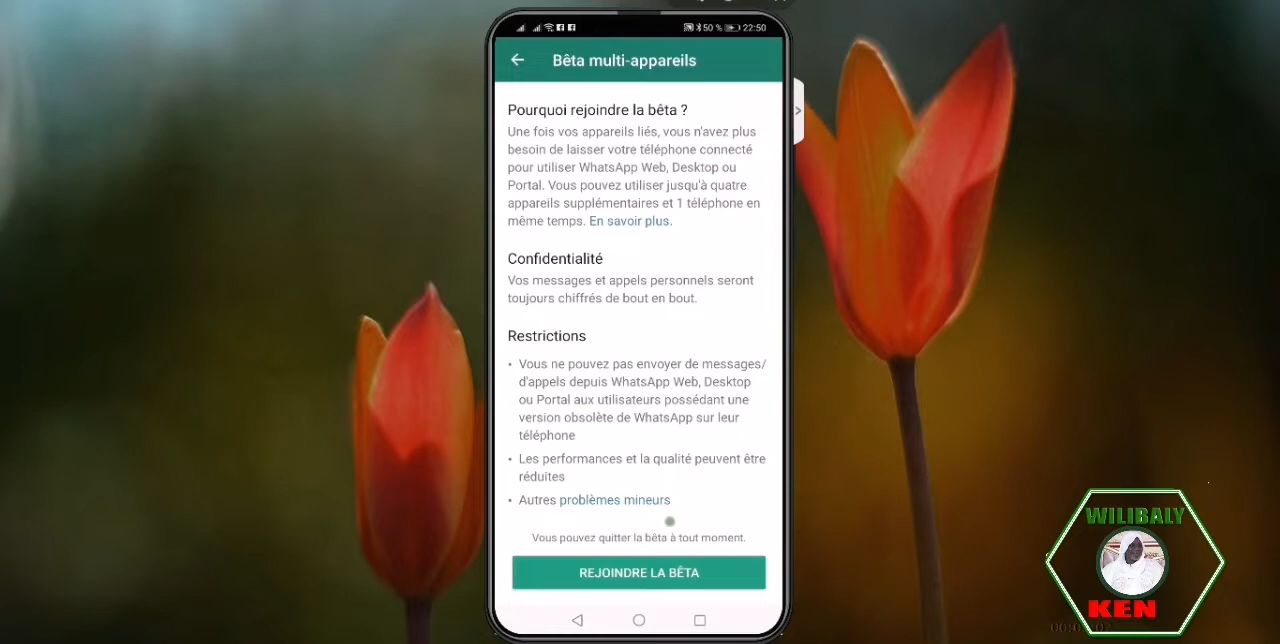 50 % 22:50
Bêta multi-appareils
Pourquoi rejoindre la bêta ?
Une fois vos appareils liés, vous n'avez plus
besoin de laisser votre téléphone connecté
pour utiliser WhatsApp Web, Desktop ou
Portal. Vous pouvez utiliser jusqu'à quatre
appareils supplémentaires et 1 téléphone en
même temps. En savoir plus.
Confidentialité
Vos messages et appels personnels seront
toujours chiffrés de bout en bout.
Restrictions
• Vous ne pouvez pas envoyer de messages/
d'appels depuis WhatsApp Web, Desktop
ou Portal aux utilisateurs possédant une
version obsolète de WhatsApp sur leur
téléphone
• Les performances et la qualité peuvent être
réduites
• Autres problèmes mineurs
Vous pouvez quitter la bêta à tout moment.
REJOINDRE LA BÊTA
WILIBALY
KEN